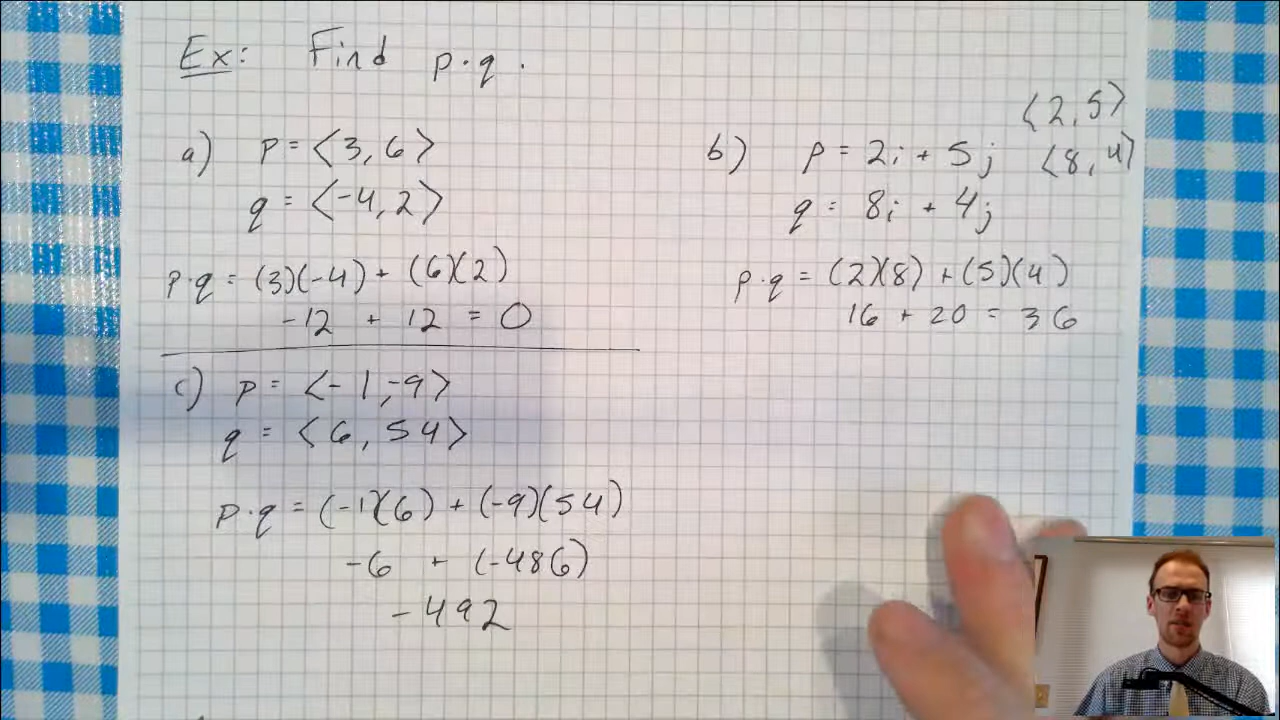 Ex: Find p·q.
a) p = ⟨3, 6⟩
q = ⟨-4, 2⟩
p·q = (3)(-4) + (6)(2)
-12 + 12 = 0
b) p = 2i + 5j ⟨2, 5⟩
q = 8i + 4j ⟨8, 4⟩
p·q = (2)(8) + (5)(4)
16 + 20 = 36
c) p = ⟨-1, -9⟩
q = ⟨6, 54⟩
p·q = (-1)(6) + (-9)(54)
-6 + (-486)
-492